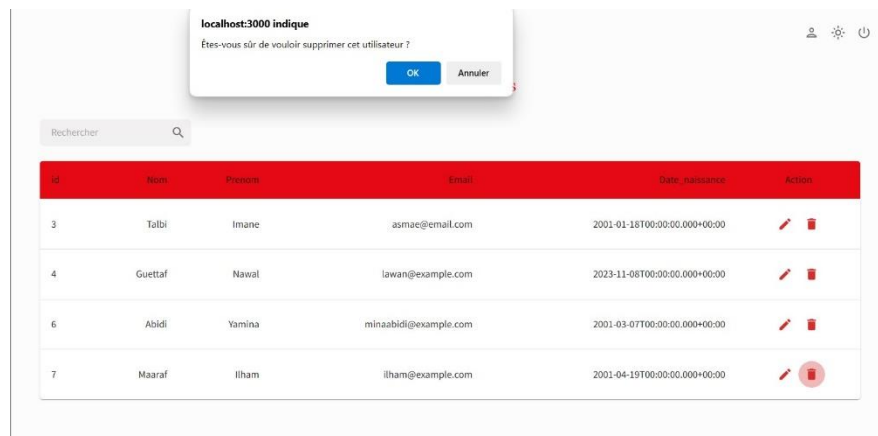 localhost:3000 indique
Êtes-vous sûr de vouloir supprimer cet utilisateur ?
OK Annuler
Rechercher
id Nom Prenom Email Date_naissance Action
3 Talbi Imane asmae@email.com 2001-01-18T00:00:00.000+00:00
4 Guettaf Nawal lawan@example.com 2023-11-08T00:00:00.000+00:00
6 Abidi Yamina minaabidi@example.com 2001-03-07T00:00:00.000+00:00
7 Maaraf Ilham ilham@example.com 2001-04-19T00:00:00.000+00:00